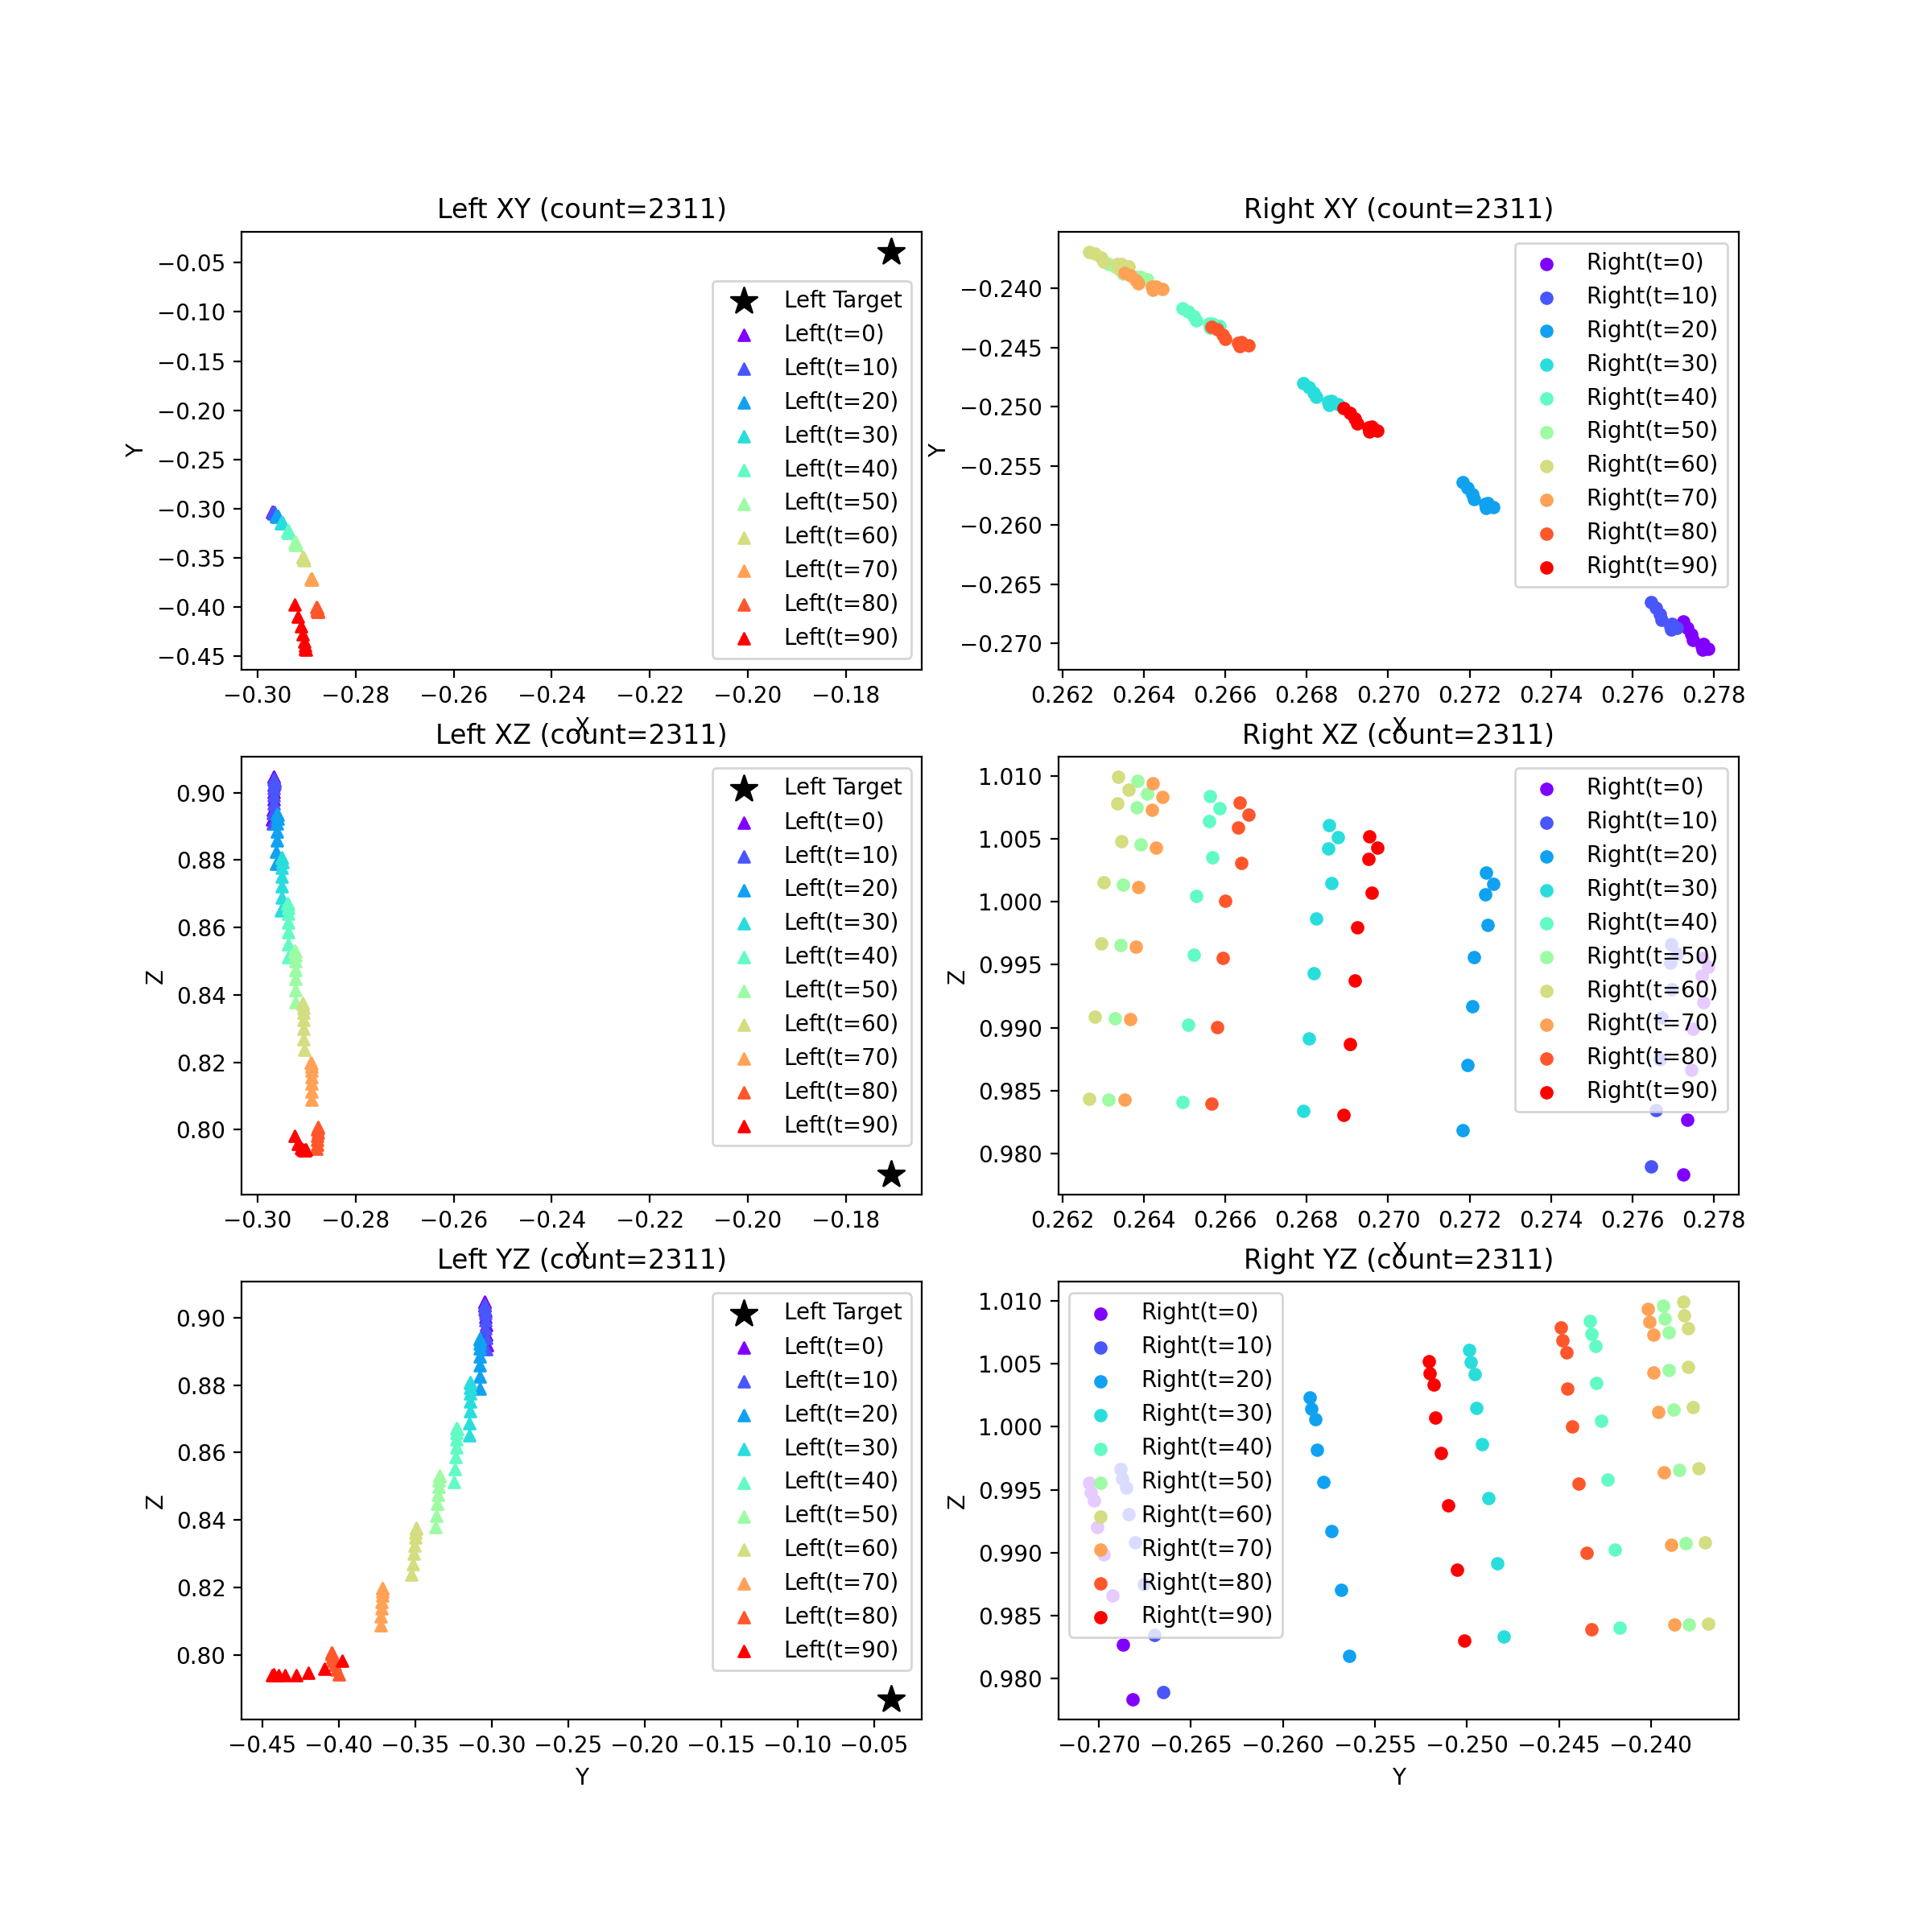 Left XY (count=2311)
Y
−0.05
−0.10
−0.15
−0.20
−0.25
−0.30
−0.35
−0.40
−0.45
−0.30
−0.28
−0.26
−0.24
−0.22
−0.20
−0.18
X
Left Target
Left(t=0)
Left(t=10)
Left(t=20)
Left(t=30)
Left(t=40)
Left(t=50)
Left(t=60)
Left(t=70)
Left(t=80)
Left(t=90)
Right XY (count=2311)
Y
−0.240
−0.245
−0.250
−0.255
−0.260
−0.265
−0.270
0.262
0.264
0.266
0.268
0.270
0.272
0.274
0.276
0.278
X
Right(t=0)
Right(t=10)
Right(t=20)
Right(t=30)
Right(t=40)
Right(t=50)
Right(t=60)
Right(t=70)
Right(t=80)
Right(t=90)
Left XZ (count=2311)
Z
0.90
0.88
0.86
0.84
0.82
0.80
−0.30
−0.28
−0.26
−0.24
−0.22
−0.20
−0.18
X
Left Target
Left(t=0)
Left(t=10)
Left(t=20)
Left(t=30)
Left(t=40)
Left(t=50)
Left(t=60)
Left(t=70)
Left(t=80)
Left(t=90)
Right XZ (count=2311)
Z
1.010
1.005
1.000
0.995
0.990
0.985
0.980
0.262
0.264
0.266
0.268
0.270
0.272
0.274
0.276
0.278
X
Right(t=0)
Right(t=10)
Right(t=20)
Right(t=30)
Right(t=40)
Right(t=50)
Right(t=60)
Right(t=70)
Right(t=80)
Right(t=90)
Left YZ (count=2311)
Z
0.90
0.88
0.86
0.84
0.82
0.80
−0.45
−0.40
−0.35
−0.30
−0.25
−0.20
−0.15
−0.10
−0.05
Y
Left Target
Left(t=0)
Left(t=10)
Left(t=20)
Left(t=30)
Left(t=40)
Left(t=50)
Left(t=60)
Left(t=70)
Left(t=80)
Left(t=90)
Right YZ (count=2311)
Z
1.010
1.005
1.000
0.995
0.990
0.985
0.980
−0.270
−0.265
−0.260
−0.255
−0.250
−0.245
−0.240
Y
Right(t=0)
Right(t=10)
Right(t=20)
Right(t=30)
Right(t=40)
Right(t=50)
Right(t=60)
Right(t=70)
Right(t=80)
Right(t=90)